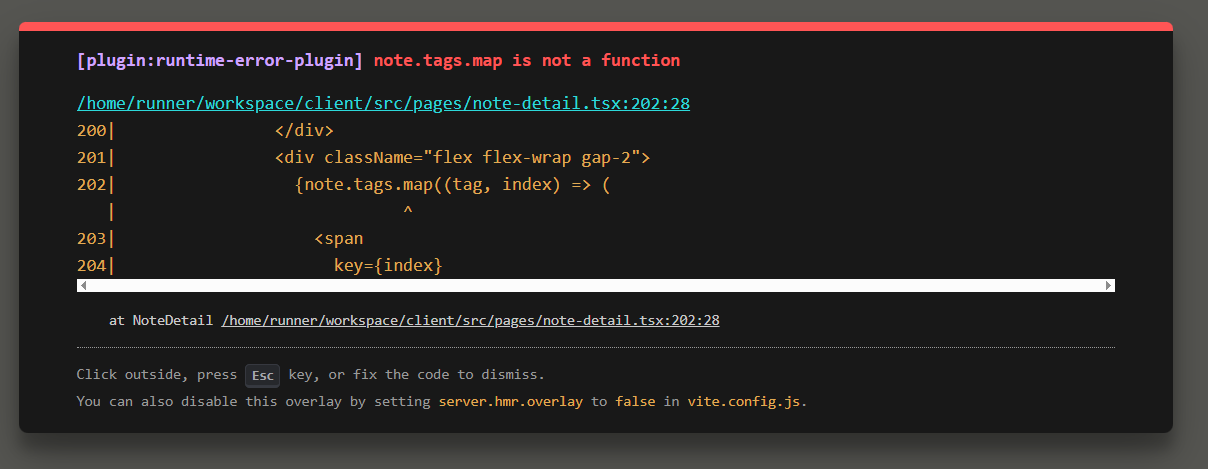 [plugin:runtime-error-plugin] note.tags.map is not a function
/home/runner/workspace/client/src/pages/note-detail.tsx:202:28
200|                </div>
201|                <div className="flex flex-wrap gap-2">
202|                  {note.tags.map((tag, index) => (
   |                             ^
203|                    <span
204|                      key={index}
at NoteDetail /home/runner/workspace/client/src/pages/note-detail.tsx:202:28
Click outside, press Esc key, or fix the code to dismiss.
You can also disable this overlay by setting server.hmr.overlay to false in vite.config.js.